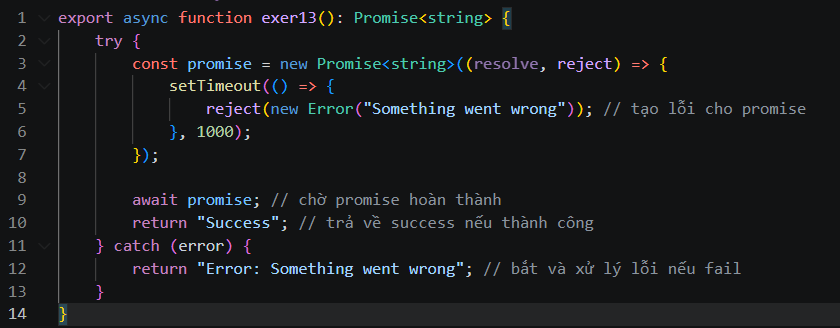 1 export async function exer13(): Promise<string> {
2     try {
3         const promise = new Promise<string>((resolve, reject) => {
4             setTimeout(() => {
5                 reject(new Error("Something went wrong")); // tạo lỗi cho promise
6             }, 1000);
7         });
8
9         await promise; // chờ promise hoàn thành
10         return "Success"; // trả về success nếu thành công
11     } catch (error) {
12         return "Error: Something went wrong"; // bắt và xử lý lỗi nếu fail
13     }
14 }